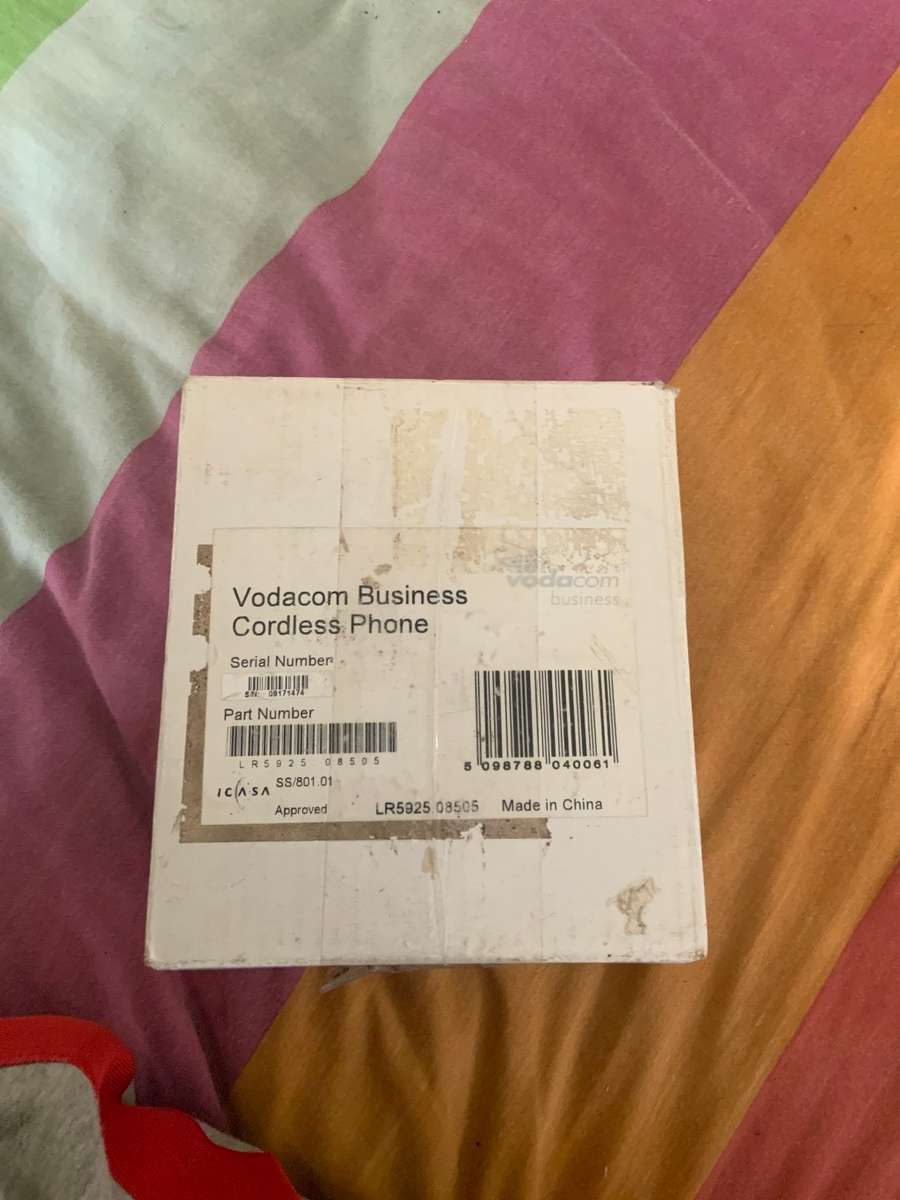 vodacom
business
Vodacom Business
Cordless Phone
Serial Number
S/N: 09171474
Part Number
LR5925 08505
5 098788 040061
ICASA SS/801.01
Approved
LR5925 08505 Made in China